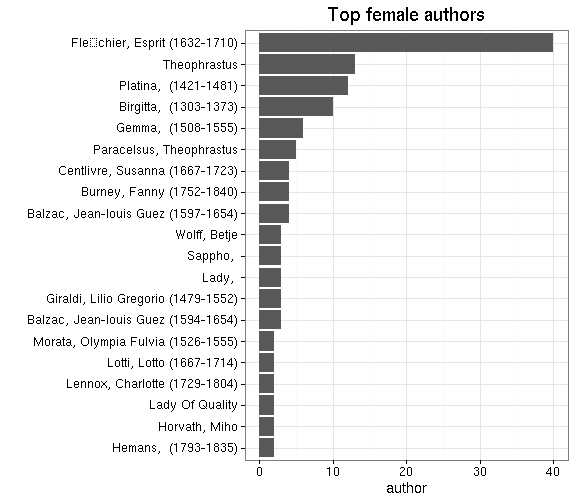 Top female authors
Fle□chier, Esprit (1632-1710)
Theophrastus
Platina, (1421-1481)
Birgitta, (1303-1373)
Gemma, (1508-1555)
Paracelsus, Theophrastus
Centlivre, Susanna (1667-1723)
Burney, Fanny (1752-1840)
Balzac, Jean-louis Guez (1597-1654)
Wolff, Betje
Sappho,
Lady,
Giraldi, Lilio Gregorio (1479-1552)
Balzac, Jean-louis Guez (1594-1654)
Morata, Olympia Fulvia (1526-1555)
Lotti, Lotto (1667-1714)
Lennox, Charlotte (1729-1804)
Lady Of Quality
Horvath, Miho
Hemans, (1793-1835)
0 10 20 30 40
author